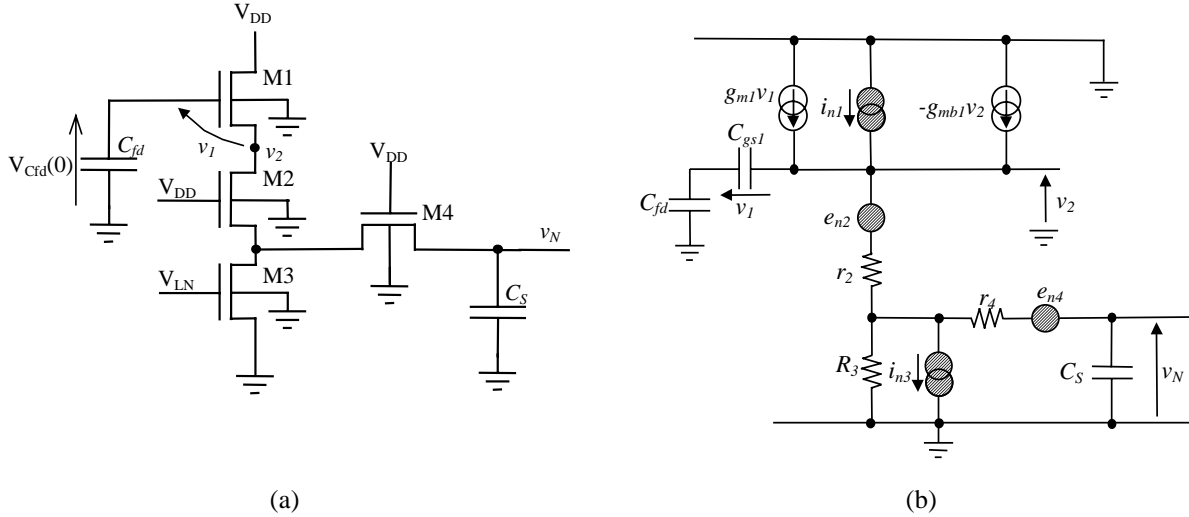 V_DD
M1
C_fd
V_Cfd(0)
v_1
v_2
V_DD
M2
V_DD
M4
v_N
V_LN
M3
C_S
(a)
g_m1v_1
i_n1
-g_mb1v_2
C_gs1
C_fd
v_1
v_2
e_n2
r_2
r_4
e_n4
R_3
i_n3
C_S
v_N
(b)